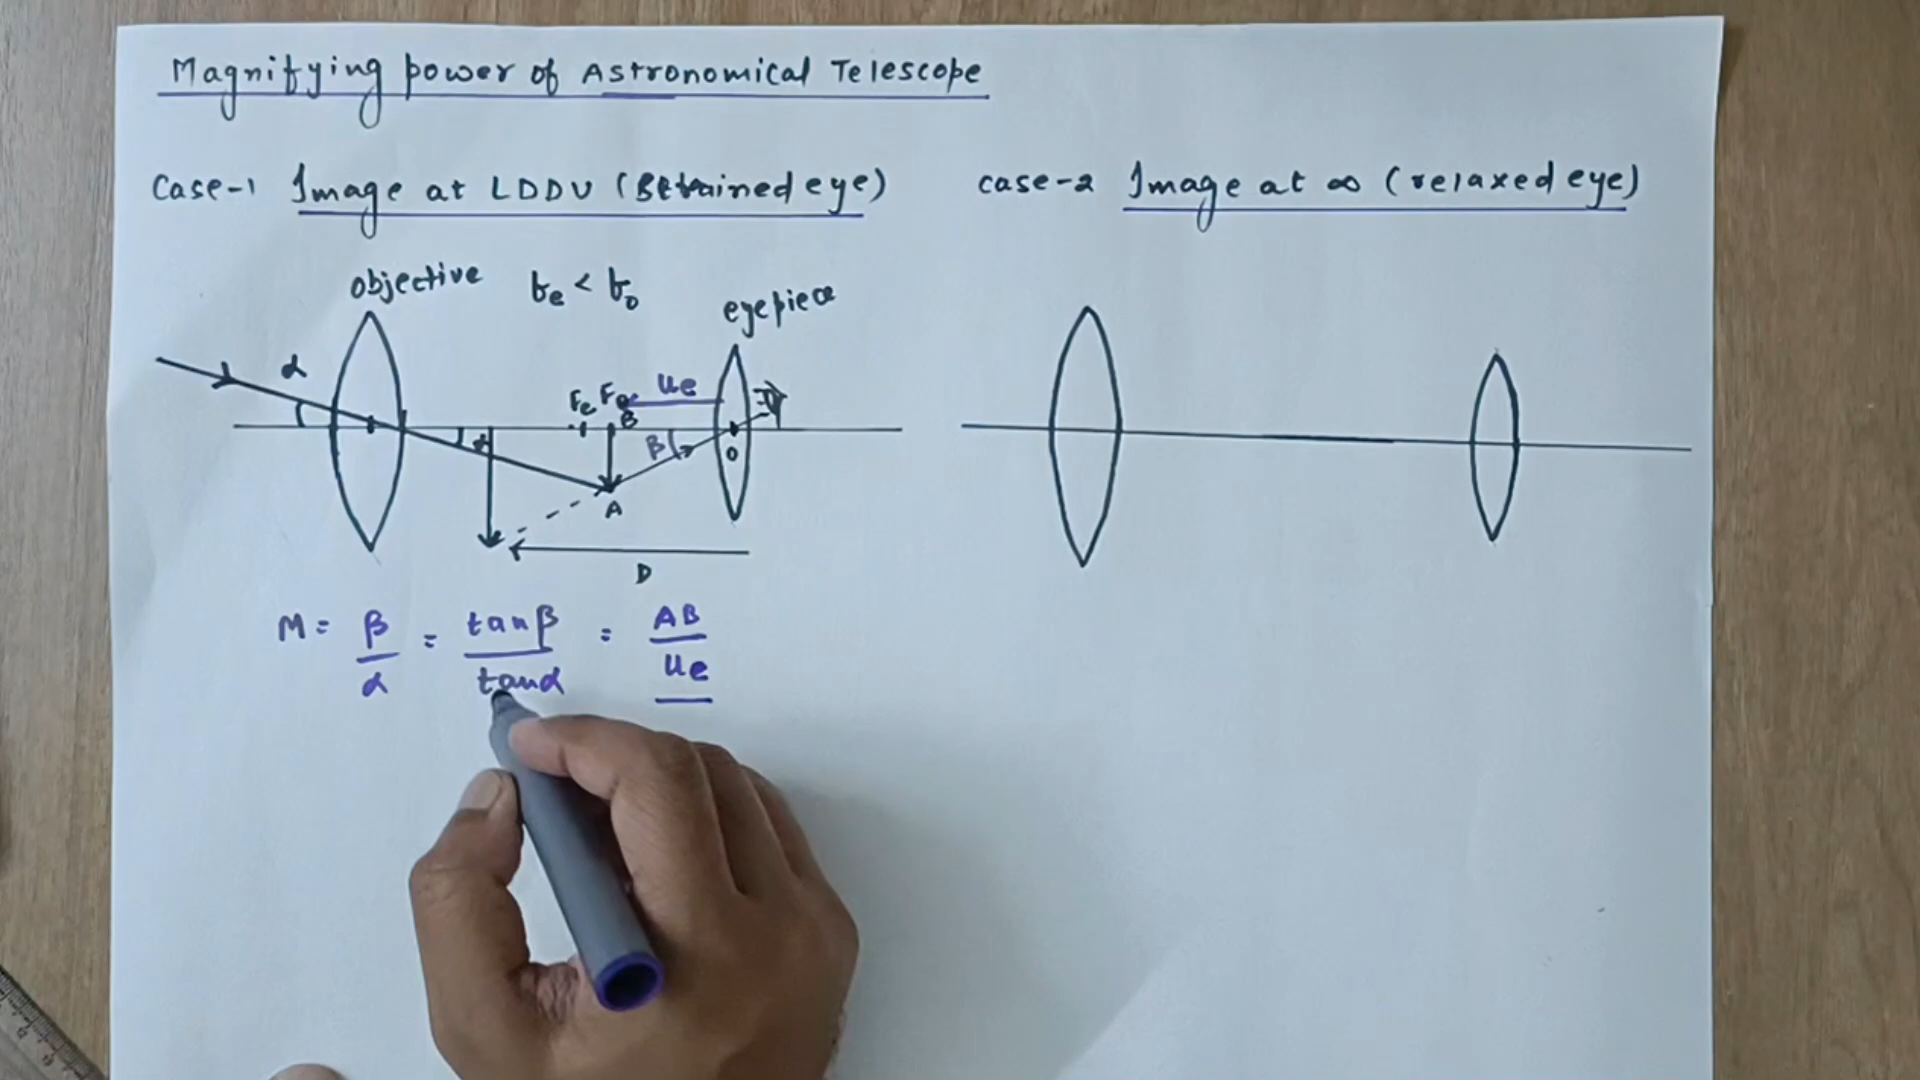 Magnifying power of Astronomical Telescope
Case-1 Image at LDDV (Strained eye)
case-2 Image at ∞ (relaxed eye)
objective
fe < fo
eyepiece
α
Fe Fo
ue
B
α
β
O
A
D
M = β/α = tanβ/tanα = AB/ue